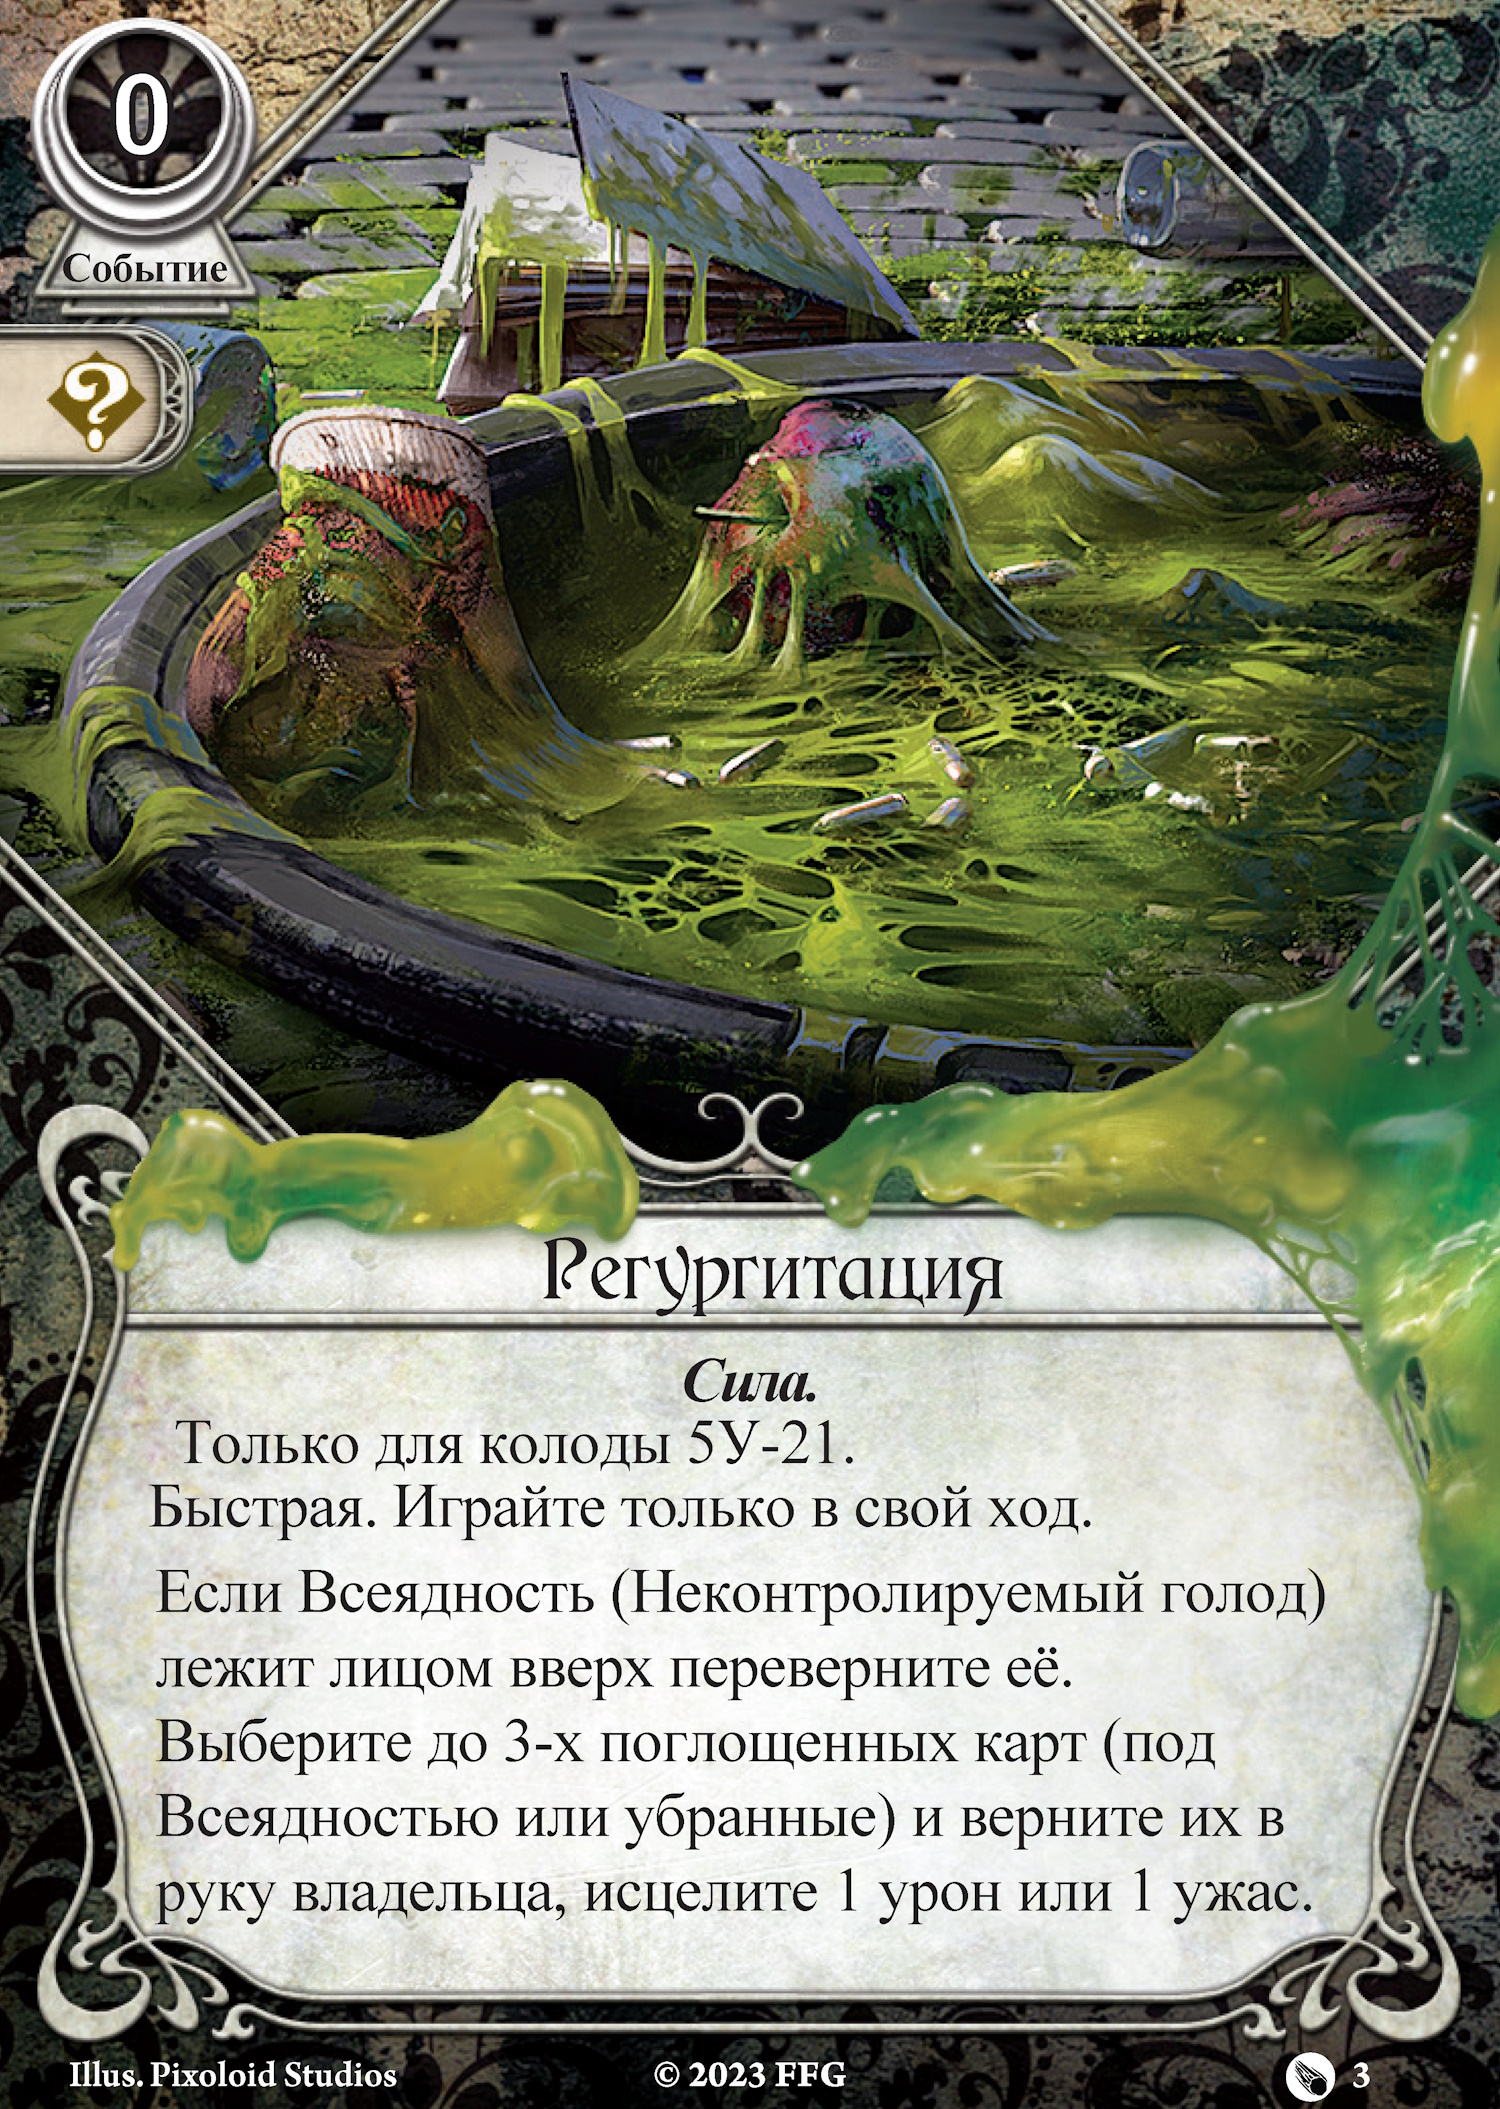 0
Событие
?
Регургитация
Сила.
Только для колоды 5У-21.
Быстрая. Играйте только в свой ход.
Если Всеядность (Неконтролируемый голод)
лежит лицом вверх переверните её.
Выберите до 3-х поглощенных карт (под
Всеядностью или убранные) и верните их в
руку владельца, исцелите 1 урон или 1 ужас.
Illus. Pixoloid Studios
© 2023 FFG
3